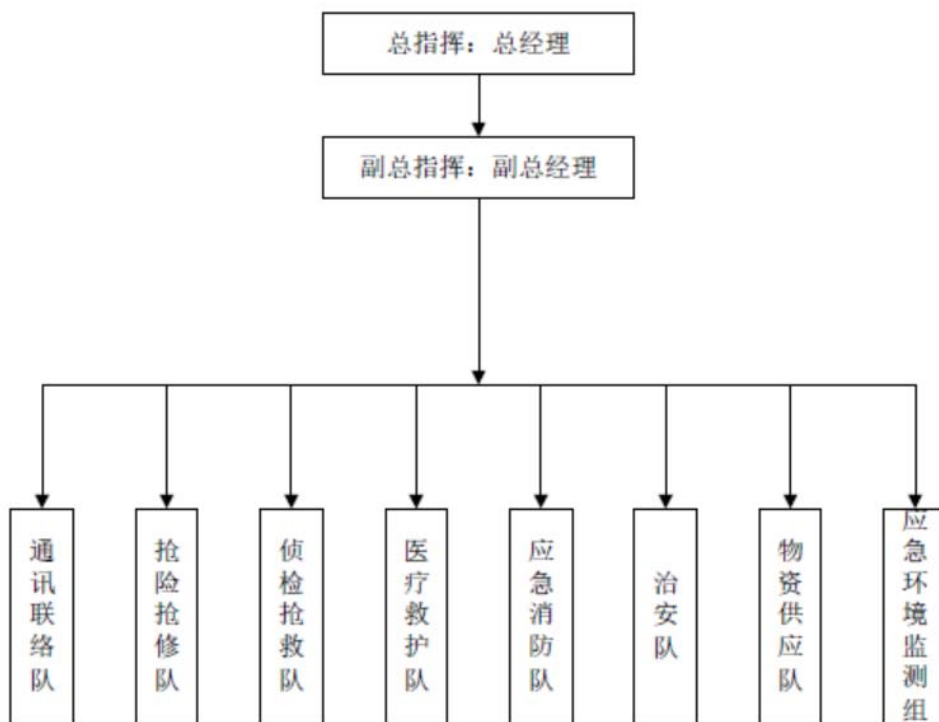 总指挥：总经理
副总指挥：副总经理
通讯联络队
抢险抢修队
侦检抢救队
医疗救护队
应急消防队
治安队
物资供应队
应急环境监测组